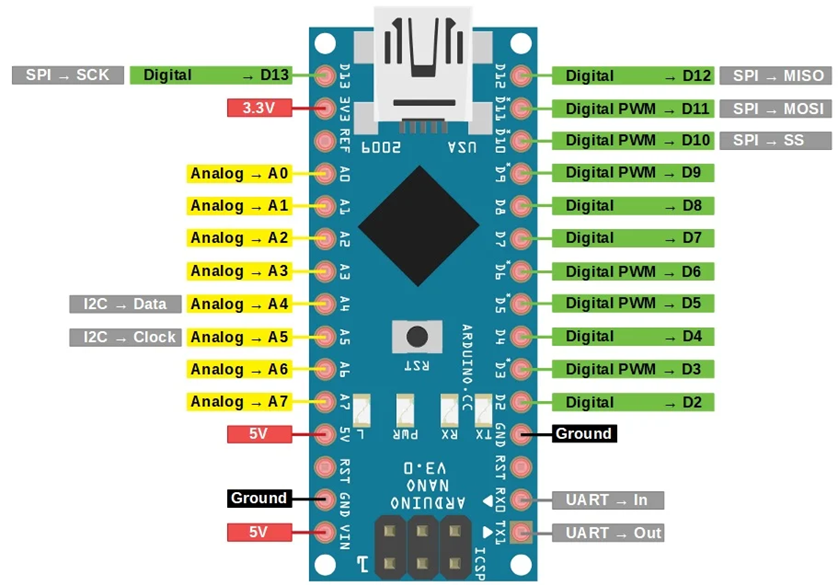 SPI → SCK
Digital → D13
3.3V
Analog → A0
Analog → A1
Analog → A2
Analog → A3
I2C → Data
Analog → A4
I2C → Clock
Analog → A5
Analog → A6
Analog → A7
5V
Ground
5V
D13
3V3
REF
A0
A1
A2
A3
A4
A5
A6
A7
5V
RST
GND
VIN
2009
USA
RST
ARDUINO.CC
L
PWR
RX
TX
V3.0
NANO
ARDUINO
1
ICSP
D12
D11*
D10*
D9*
D8
D7
D6*
D5*
D4
D3*
D2
GND
RST
RX0
TX1
Digital → D12
SPI → MISO
Digital PWM → D11
SPI → MOSI
Digital PWM → D10
SPI → SS
Digital PWM → D9
Digital → D8
Digital → D7
Digital PWM → D6
Digital PWM → D5
Digital → D4
Digital PWM → D3
Digital → D2
Ground
UART → In
UART → Out